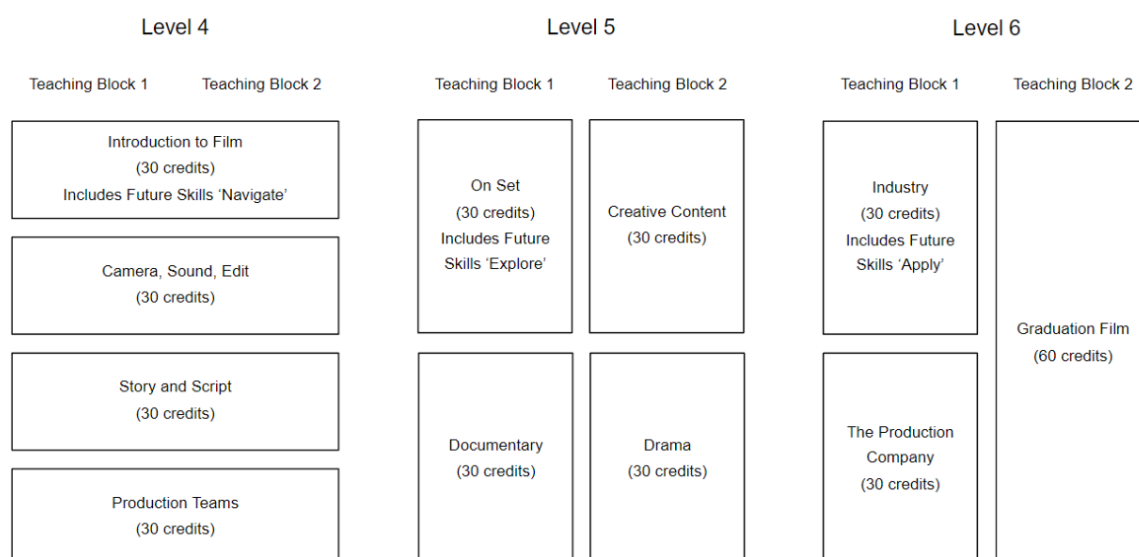 Level 4
Teaching Block 1
Teaching Block 2
Introduction to Film
(30 credits)
Includes Future Skills ‘Navigate’
Camera, Sound, Edit
(30 credits)
Story and Script
(30 credits)
Production Teams
(30 credits)
Level 5
Teaching Block 1
Teaching Block 2
On Set
(30 credits)
Includes Future
Skills ‘Explore’
Creative Content
(30 credits)
Documentary
(30 credits)
Drama
(30 credits)
Level 6
Teaching Block 1
Teaching Block 2
Industry
(30 credits)
Includes Future
Skills ‘Apply’
The Production
Company
(30 credits)
Graduation Film
(60 credits)